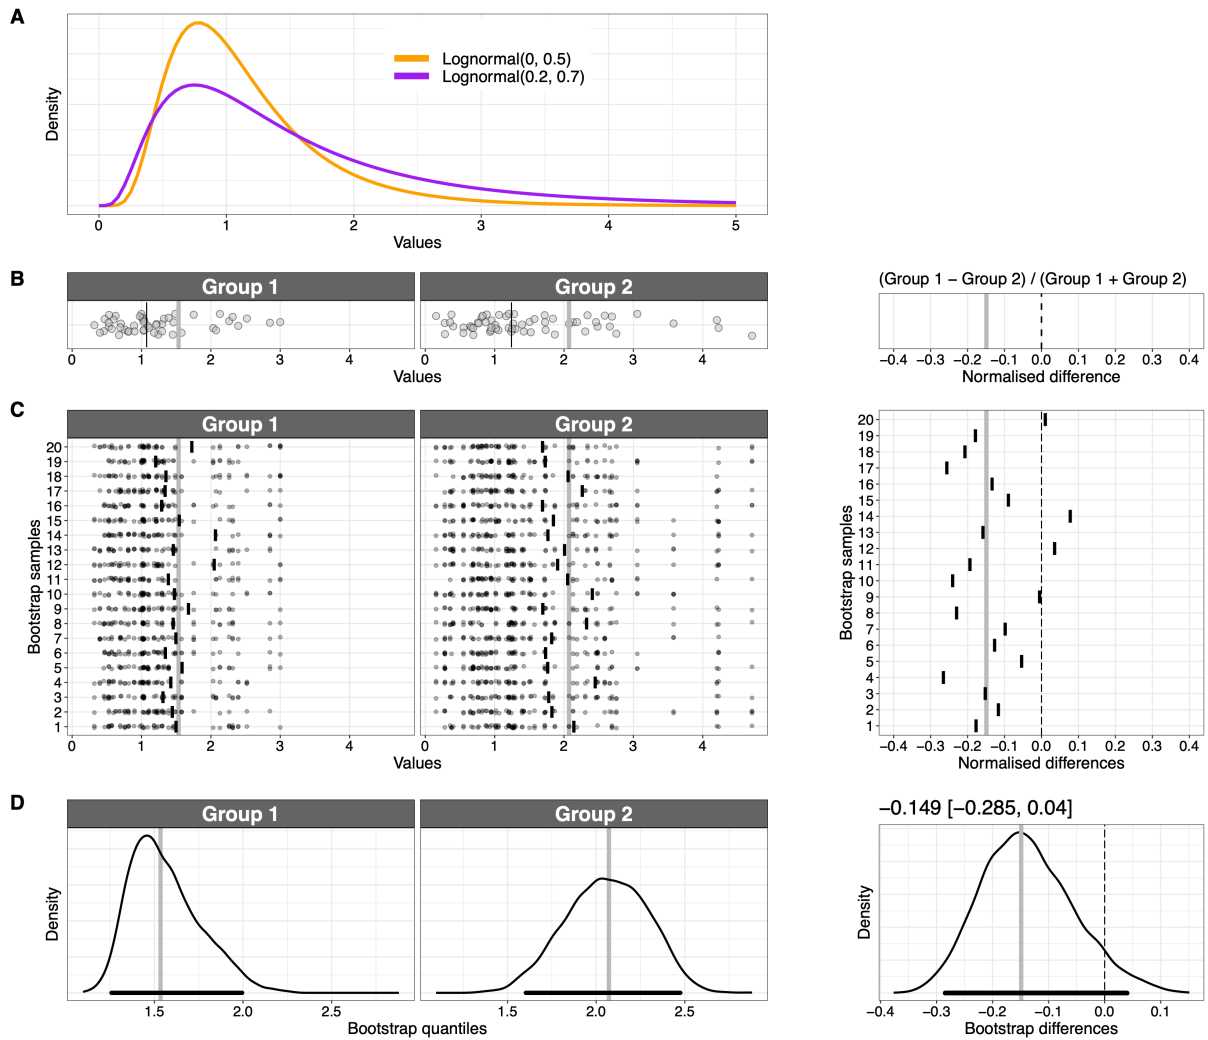 A
Density
Lognormal(0, 0.5)
Lognormal(0.2, 0.7)
0 1 2 3 4 5
Values
B
Group 1
Group 2
0 1 2 3 4
0 1 2 3 4
Values
(Group 1 − Group 2) / (Group 1 + Group 2)
−0.4 −0.3 −0.2 −0.1 0.0 0.1 0.2 0.3 0.4
Normalised difference
C
Group 1
Group 2
Bootstrap samples
20
19
18
17
16
15
14
13
12
11
10
9
8
7
6
5
4
3
2
1
0 1 2 3 4
0 1 2 3 4
Values
Bootstrap samples
20
19
18
17
16
15
14
13
12
11
10
9
8
7
6
5
4
3
2
1
−0.4 −0.3 −0.2 −0.1 0.0 0.1 0.2 0.3 0.4
Normalised differences
D
Group 1
Group 2
Density
1.5 2.0 2.5
1.5 2.0 2.5
Bootstrap quantiles
−0.149 [−0.285, 0.04]
Density
−0.4 −0.3 −0.2 −0.1 0.0 0.1
Bootstrap differences